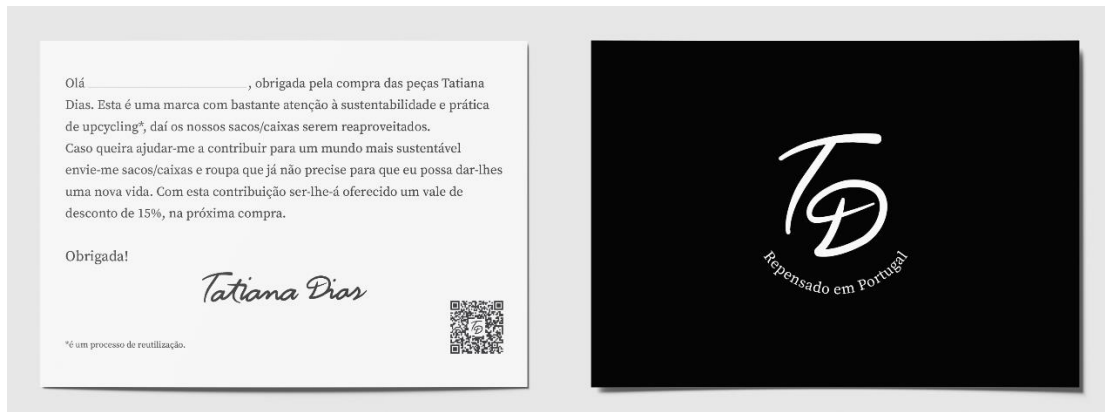 Olá , obrigada pela compra das peças Tatiana
Dias. Esta é uma marca com bastante atenção à sustentabilidade e prática
de upcycling*, daí os nossos sacos/caixas serem reaproveitados.
Caso queira ajudar-me a contribuir para um mundo mais sustentável
envie-me sacos/caixas e roupa que já não precise para que eu possa dar-lhes
uma nova vida. Com esta contribuição ser-lhe-á oferecido um vale de
desconto de 15%, na próxima compra.
Obrigada!
Tatiana Dias
TD
*é um processo de reutilização.
TD
Repensado em Portugal